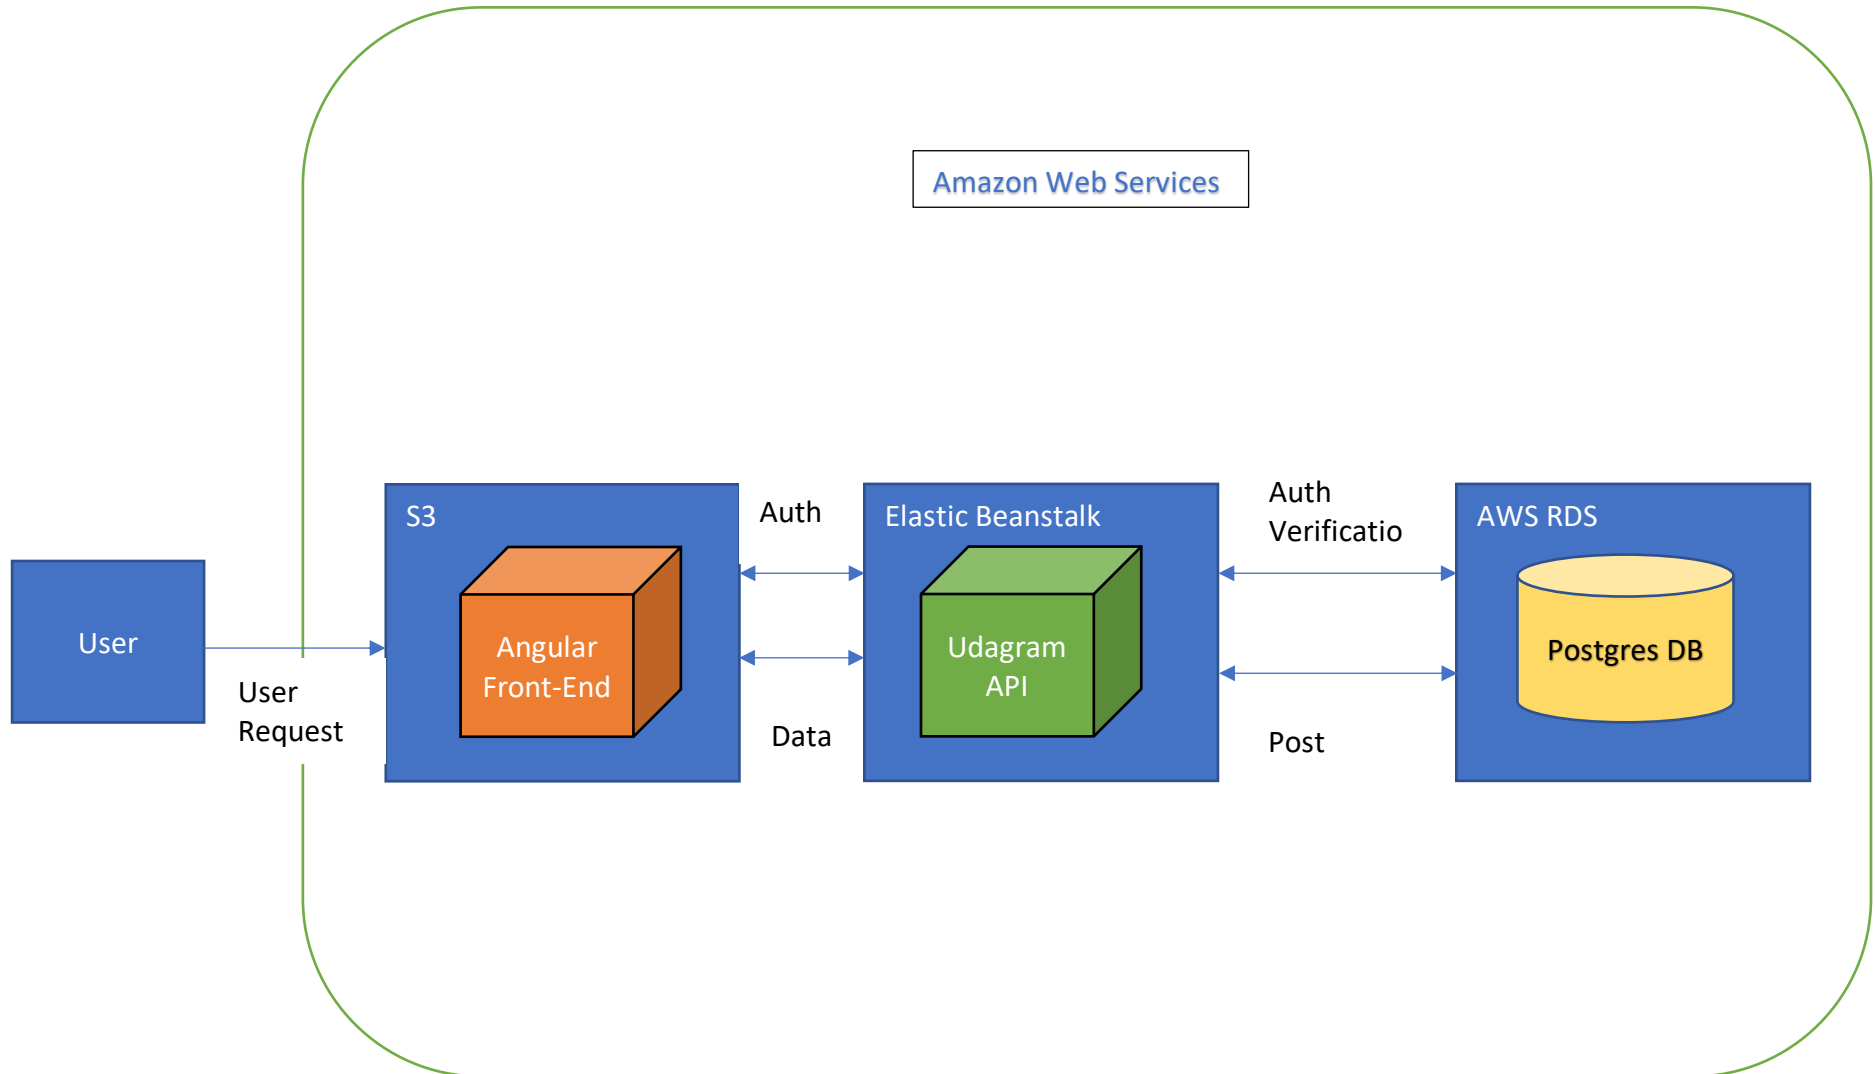 Amazon Web Services
User
User
Request
S3
Angular
Front-End
Auth
Data
Elastic Beanstalk
Udagram
API
Auth
Verificatio
Post
AWS RDS
Postgres DB